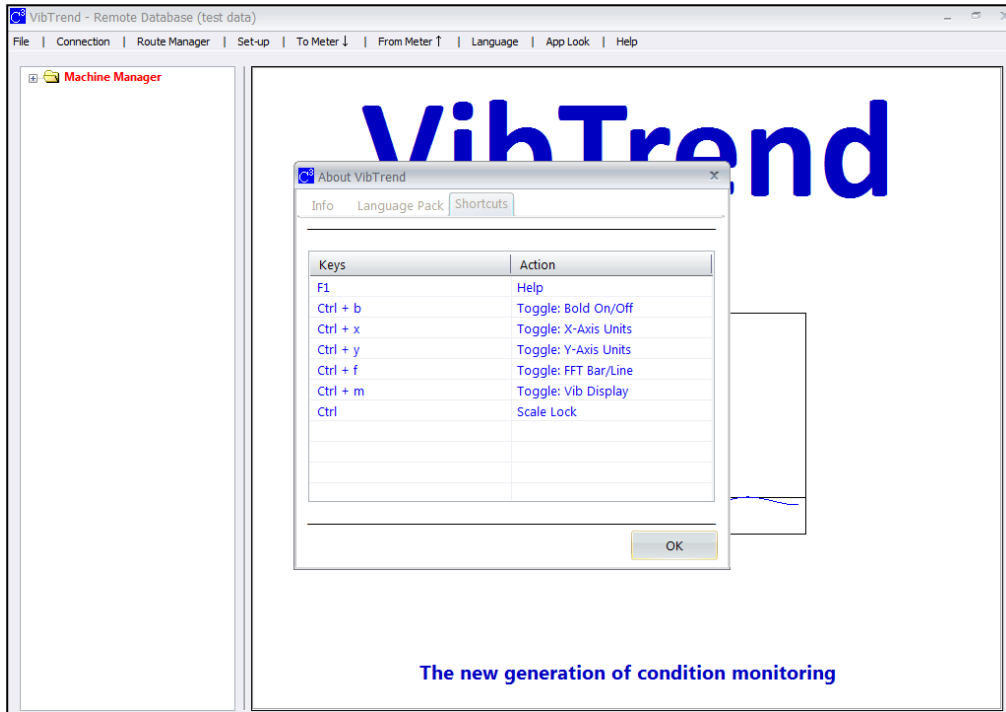 C3 VibTrend - Remote Database (test data)
File | Connection | Route Manager | Set-up | To Meter ↓ | From Meter ↑ | Language | App Look | Help
Machine Manager
VibTrend
C3 About VibTrend
Info Language Pack Shortcuts
Keys Action
F1 Help
Ctrl + b Toggle: Bold On/Off
Ctrl + x Toggle: X-Axis Units
Ctrl + y Toggle: Y-Axis Units
Ctrl + f Toggle: FFT Bar/Line
Ctrl + m Toggle: Vib Display
Ctrl Scale Lock
OK
The new generation of condition monitoring